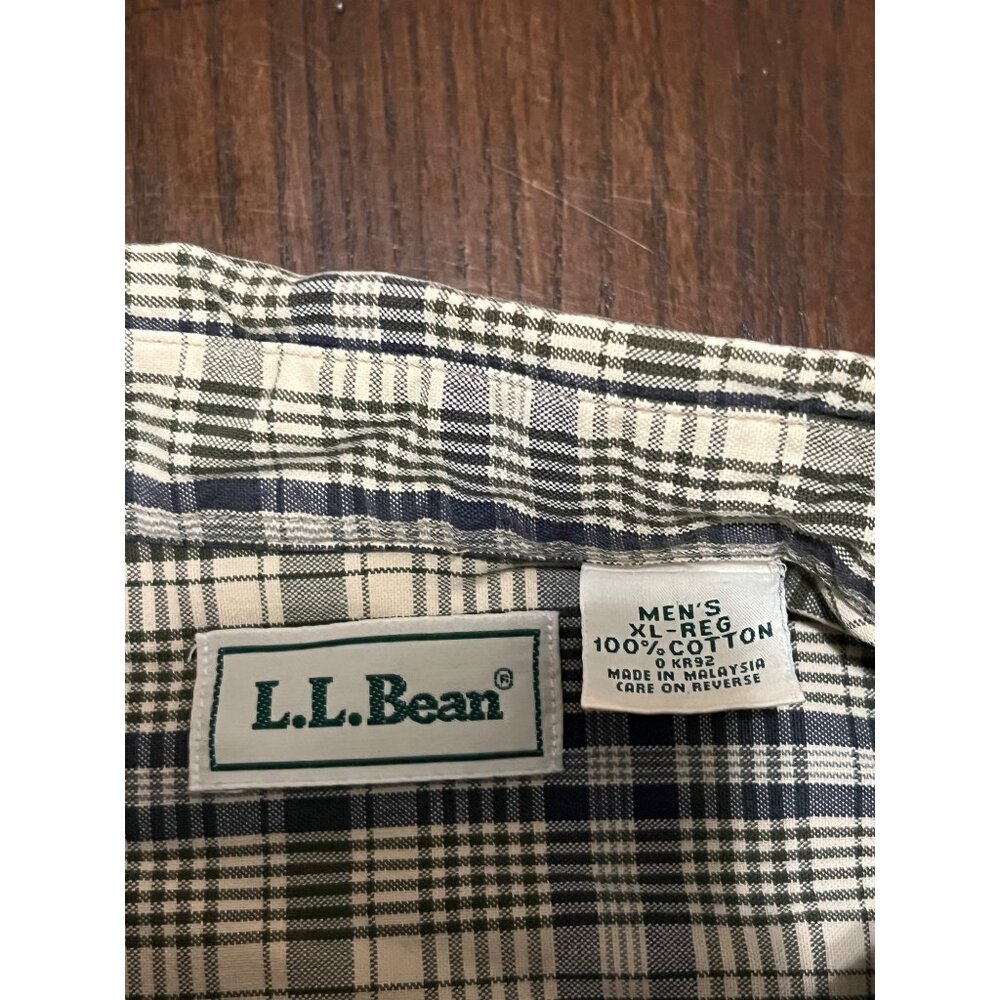 L.L.Bean®
MEN'S
XL-REG
100% COTTON
0 KR92
MADE IN MALAYSIA
CARE ON REVERSE